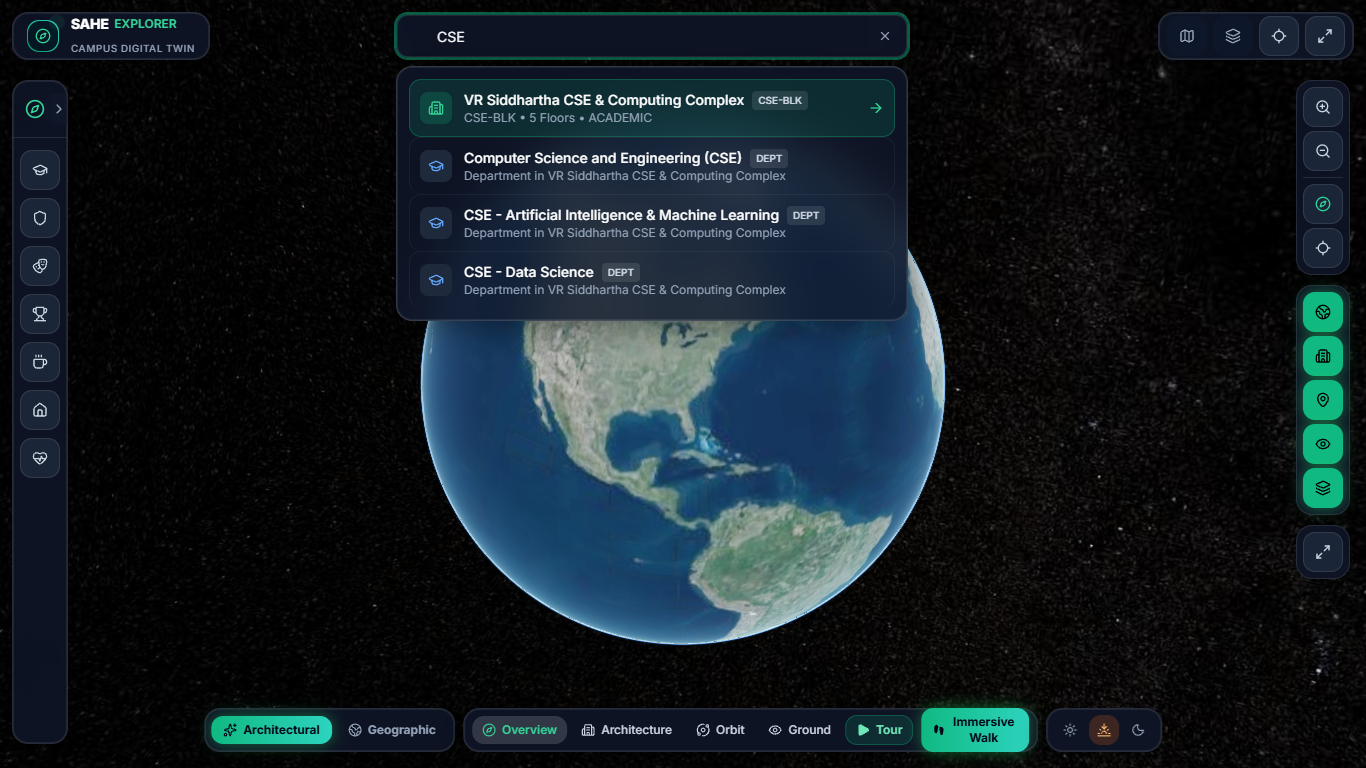 SAHE EXPLORER
CAMPUS DIGITAL TWIN
CSE
VR Siddhartha CSE & Computing Complex CSE-BLK
CSE-BLK • 5 Floors • ACADEMIC
Computer Science and Engineering (CSE) DEPT
Department in VR Siddhartha CSE & Computing Complex
CSE - Artificial Intelligence & Machine Learning DEPT
Department in VR Siddhartha CSE & Computing Complex
CSE - Data Science DEPT
Department in VR Siddhartha CSE & Computing Complex
Architectural Geographic Overview Architecture Orbit Ground Tour Immersive
Walk